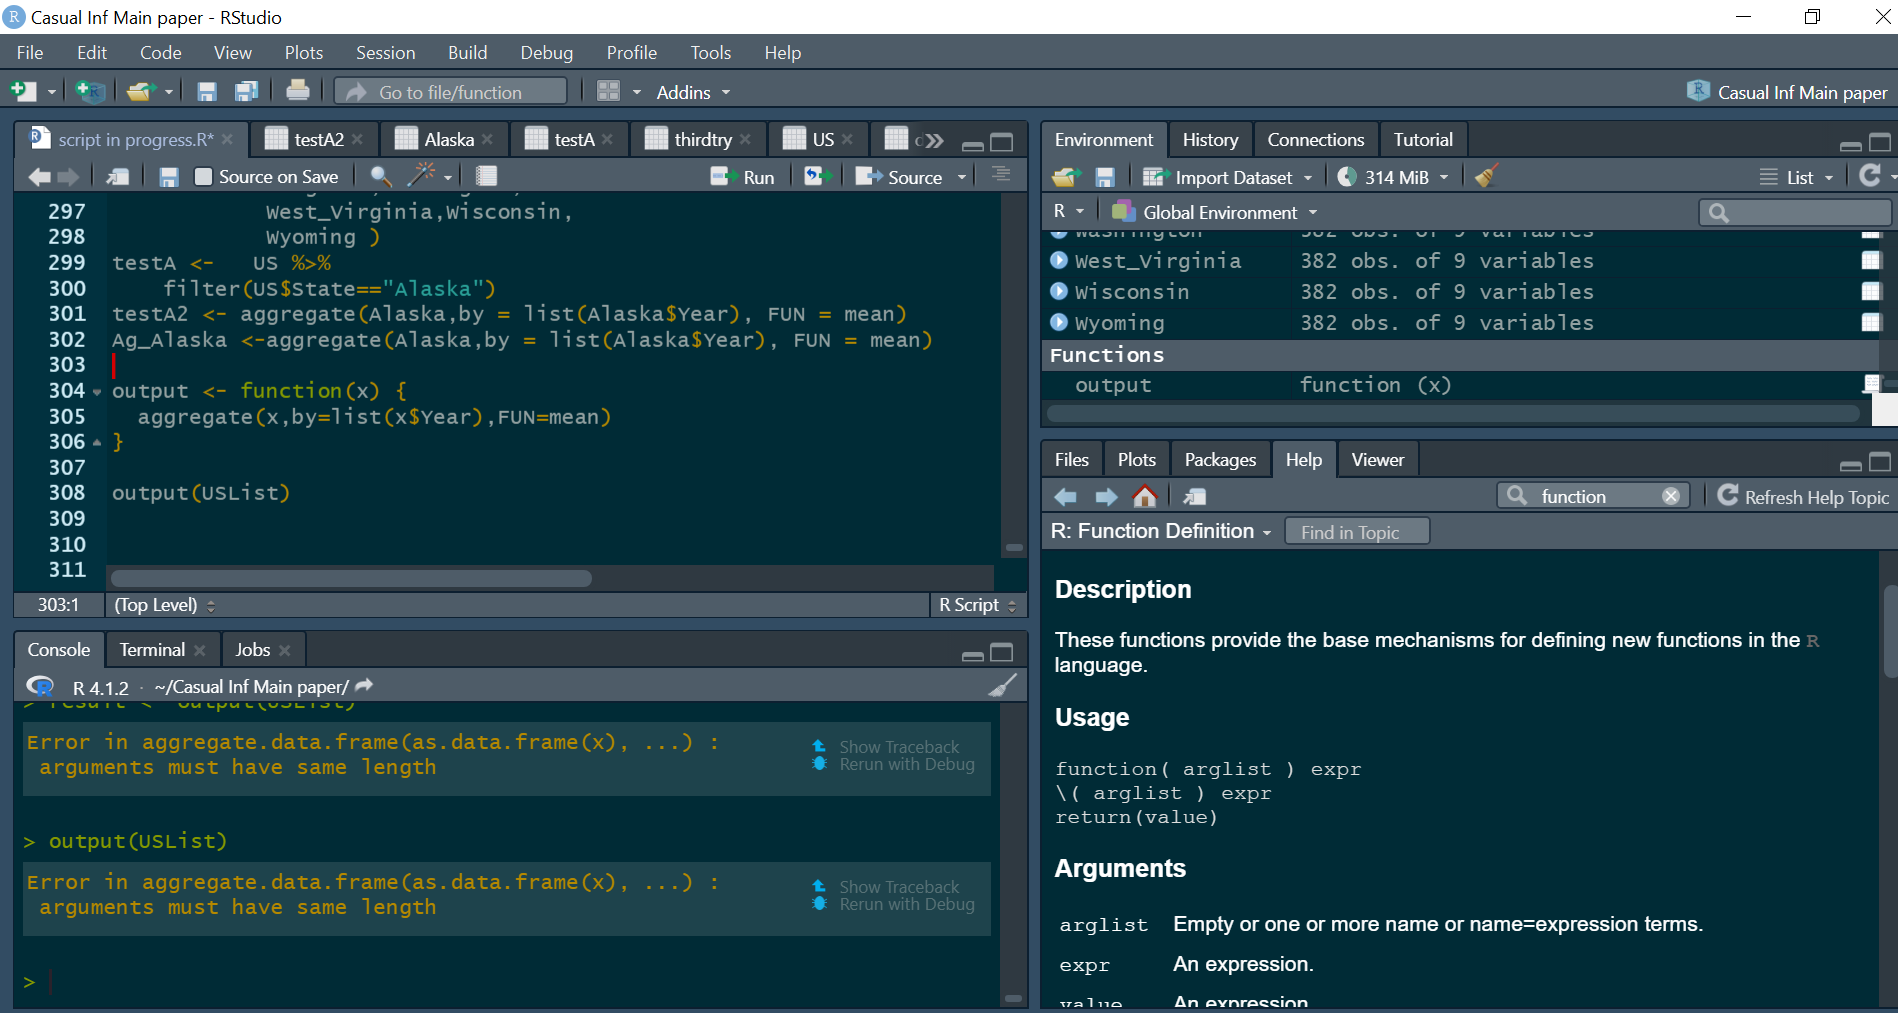 Casual Inf Main paper - RStudio
File Edit Code View Plots Session Build Debug Profile Tools Help
Go to file/function Addins Casual Inf Main paper
script in progress.R* testA2 Alaska testA thirdtry US
Source on Save Run Source
297 West_Virginia,Wisconsin,
298 Wyoming )
299 testA <- US %>%
300 filter(US$State=="Alaska")
301 testA2 <- aggregate(Alaska,by = list(Alaska$Year), FUN = mean)
302 Ag_Alaska <-aggregate(Alaska,by = list(Alaska$Year), FUN = mean)
303
304 output <- function(x) {
305 aggregate(x,by=list(x$Year),FUN=mean)
306 }
307
308 output(USList)
309
310
311
303:1 (Top Level) R Script
Console Terminal Jobs
R 4.1.2 · ~/Casual Inf Main paper/
> result <- output(USList)
Error in aggregate.data.frame(as.data.frame(x), ...) :
arguments must have same length
Show Traceback
Rerun with Debug
> output(USList)
Error in aggregate.data.frame(as.data.frame(x), ...) :
arguments must have same length
Show Traceback
Rerun with Debug
>
Environment History Connections Tutorial
Import Dataset 314 MiB List
R Global Environment
Washington 382 obs. of 9 variables
West_Virginia 382 obs. of 9 variables
Wisconsin 382 obs. of 9 variables
Wyoming 382 obs. of 9 variables
Functions
output function (x)
Files Plots Packages Help Viewer
function Refresh Help Topic
R: Function Definition Find in Topic
Description
These functions provide the base mechanisms for defining new functions in the R
language.
Usage
function( arglist ) expr
\( arglist ) expr
return(value)
Arguments
arglist Empty or one or more name or name=expression terms.
expr An expression.
value An expression